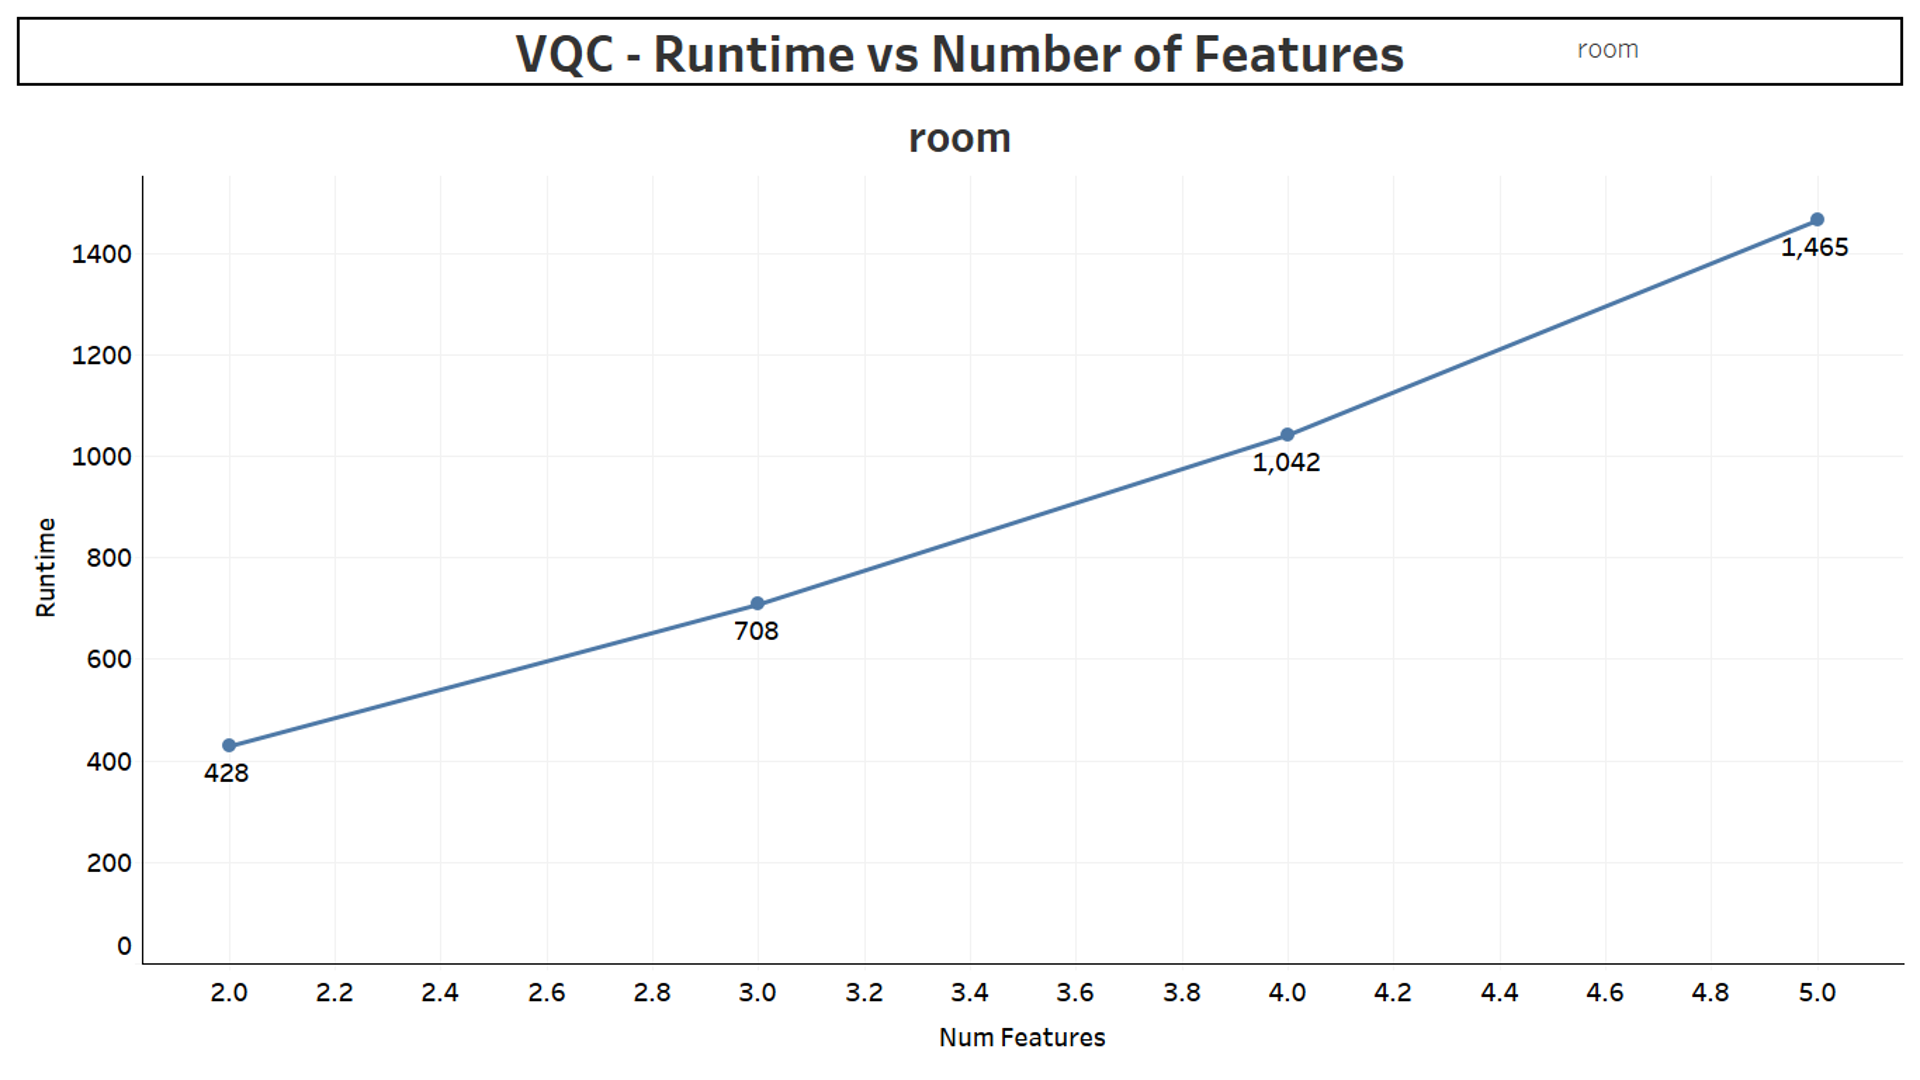 VQC - Runtime vs Number of Features
room
room
1400
1200
1000
800
600
400
200
0
Runtime
428
708
1,042
1,465
2.0 2.2 2.4 2.6 2.8 3.0 3.2 3.4 3.6 3.8 4.0 4.2 4.4 4.6 4.8 5.0
Num Features